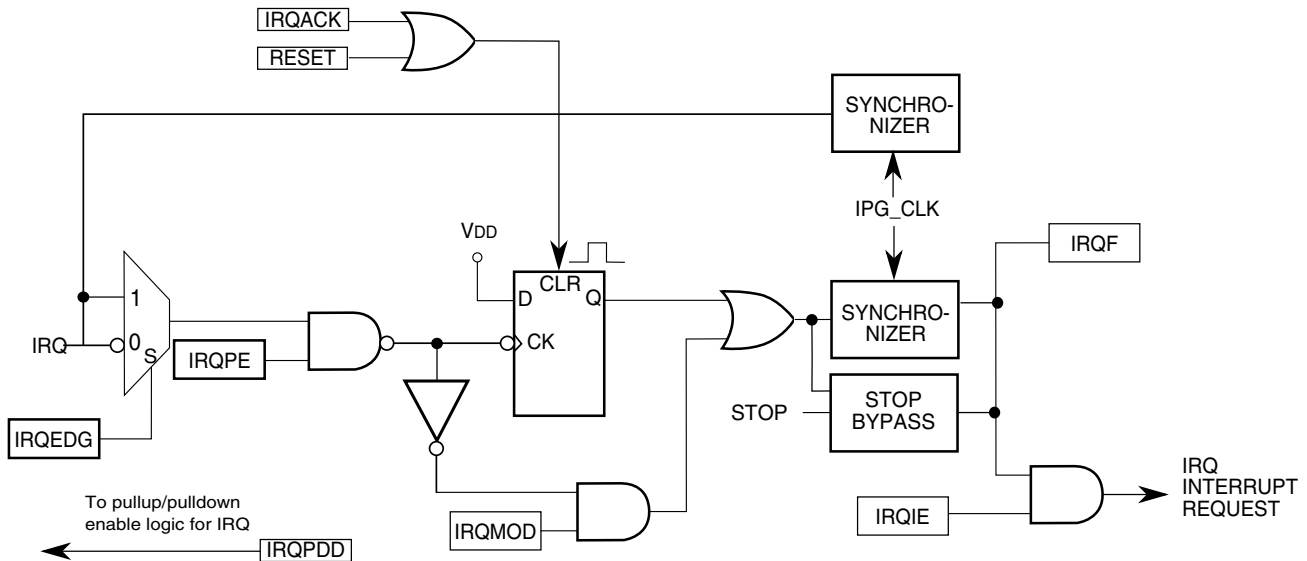 IRQACK
RESET
SYNCHRO-
NIZER
IPG_CLK
VDD
IRQF
CLR
D
Q
CK
1
0
S
IRQ
IRQPE
SYNCHRO-
NIZER
STOP
STOP
BYPASS
IRQEDG
IRQ
INTERRUPT
REQUEST
To pullup/pulldown
enable logic for IRQ
IRQMOD
IRQIE
IRQPDD